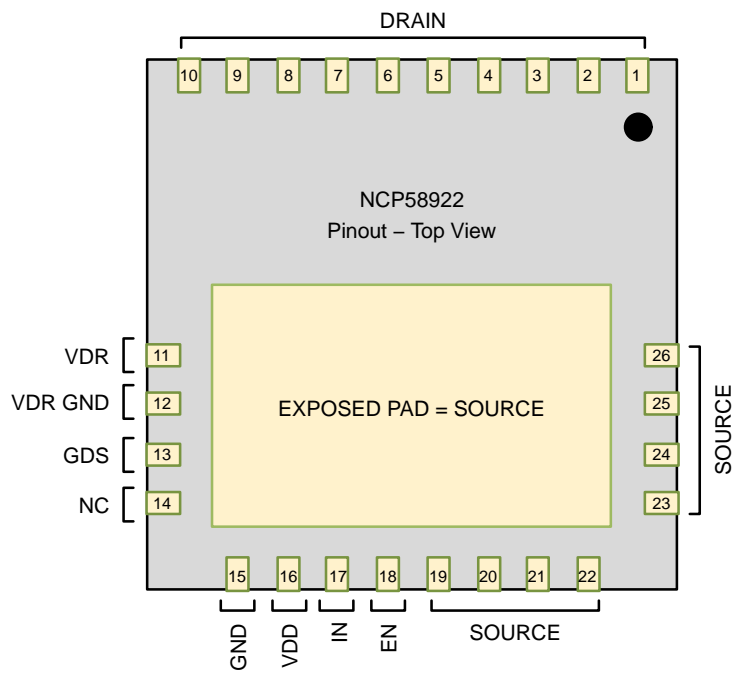 DRAIN
10 9 8 7 6 5 4 3 2 1
NCP58922
Pinout – Top View
VDR 11
26
VDR GND 12
25
EXPOSED PAD = SOURCE
GDS 13
24
NC 14
23
SOURCE
15 16 17 18 19 20 21 22
GND VDD IN EN SOURCE